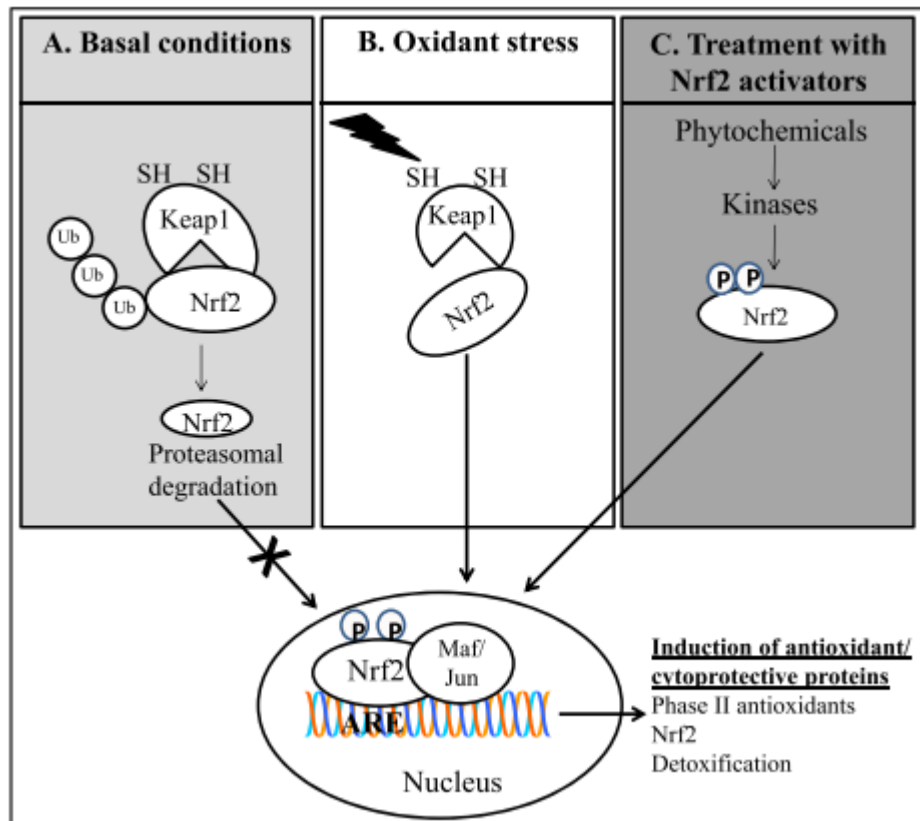 A. Basal conditions
SH SH
Keap1
Ub
Ub
Ub
Nrf2
Nrf2
Proteasomal
degradation
B. Oxidant stress
SH SH
Keap1
Nrf2
C. Treatment with
Nrf2 activators
Phytochemicals
Kinases
P P
Nrf2
P P
Nrf2
Maf/
Jun
ARE
Nucleus
Induction of antioxidant/
cytoprotective proteins
Phase II antioxidants
Nrf2
Detoxification